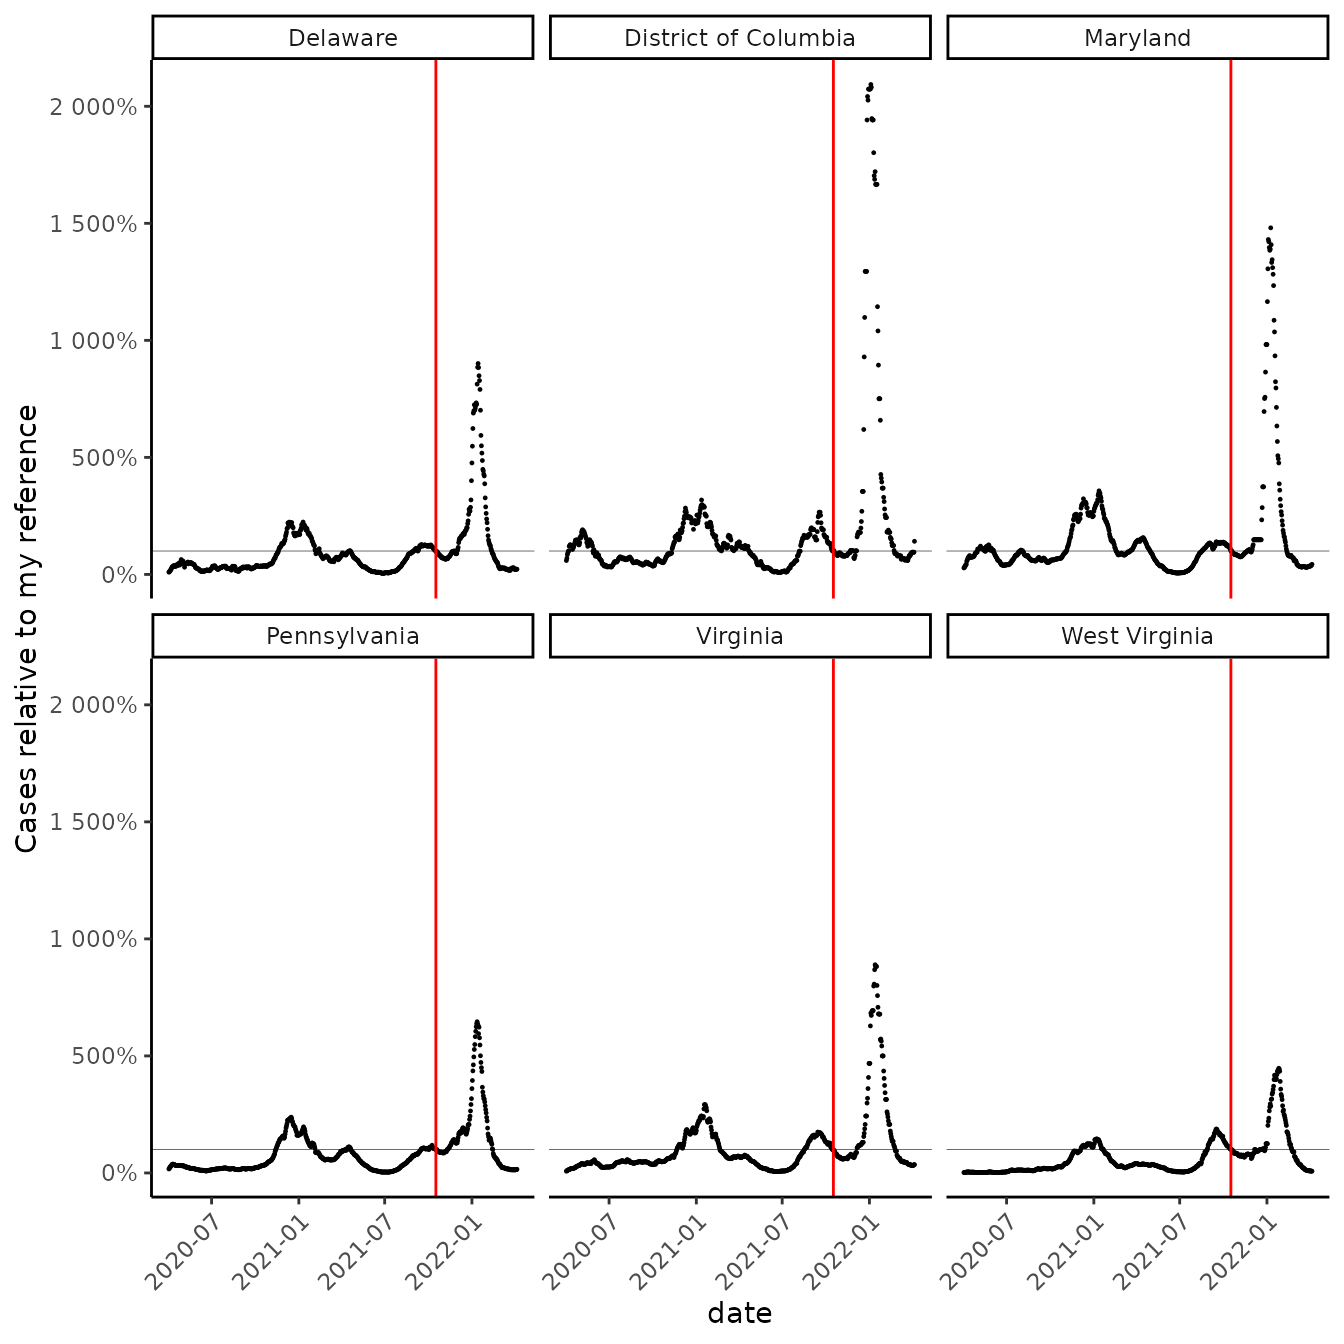 Delaware
District of Columbia
Maryland
2 000%
1 500%
1 000%
500%
0%
Pennsylvania
Virginia
West Virginia
2 000%
1 500%
1 000%
500%
0%
Cases relative to my reference
2020-07
2021-01
2021-07
2022-01
2020-07
2021-01
2021-07
2022-01
2020-07
2021-01
2021-07
2022-01
date